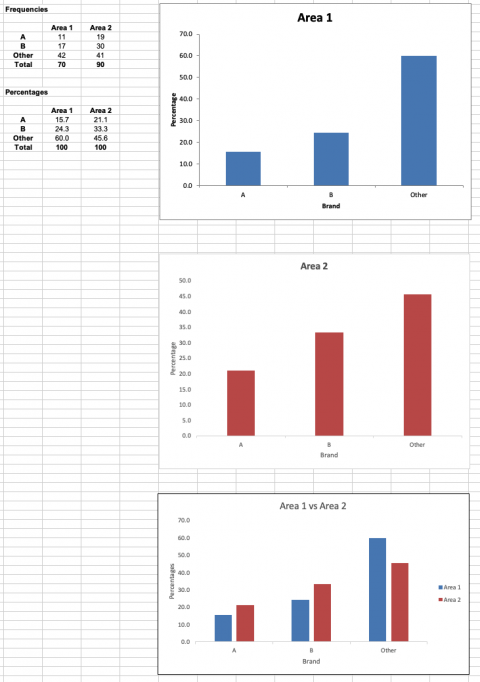 Frequencies
Area 1 Area 2
A 11 19
B 17 30
Other 42 41
Total 70 90
Percentages
Area 1 Area 2
A 15.7 21.1
B 24.3 33.3
Other 60.0 45.6
Total 100 100
Area 1
Percentage
70.0
60.0
50.0
40.0
30.0
20.0
10.0
0.0
A B Other
Brand
Area 2
Percentage
50.0
45.0
40.0
35.0
30.0
25.0
20.0
15.0
10.0
5.0
0.0
A B Other
Brand
Area 1 vs Area 2
Percentages
70.0
60.0
50.0
40.0
30.0
20.0
10.0
0.0
A B Other
Brand
Area 1
Area 2